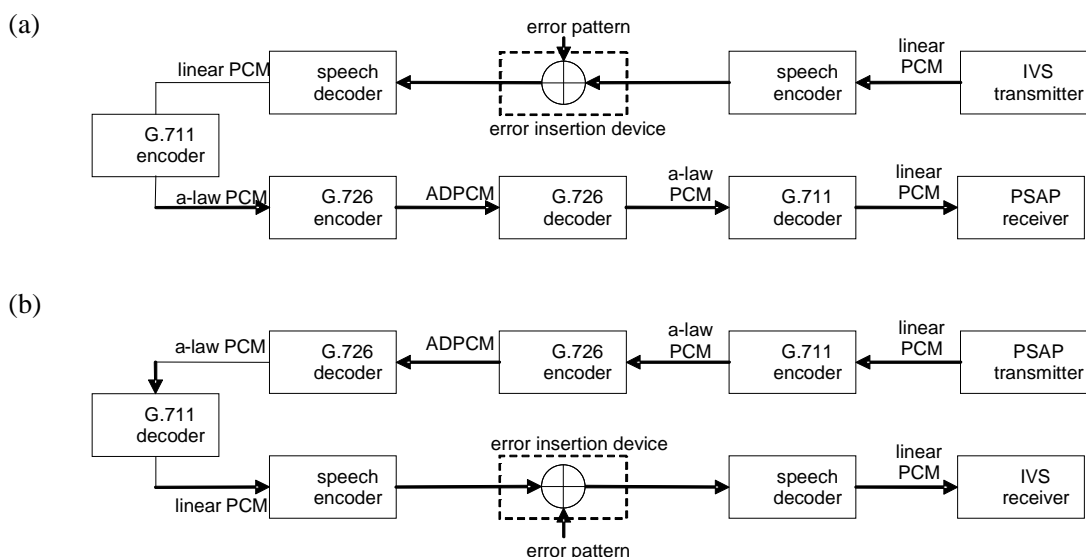 (a)
error pattern
linear PCM
speech
decoder
error insertion device
speech
encoder
linear
PCM
IVS
transmitter
G.711
encoder
a-law PCM
G.726
encoder
ADPCM
G.726
decoder
a-law
PCM
G.711
decoder
linear
PCM
PSAP
receiver
(b)
a-law PCM
G.726
decoder
ADPCM
G.726
encoder
a-law
PCM
G.711
encoder
linear
PCM
PSAP
transmitter
G.711
decoder
linear PCM
speech
encoder
error insertion device
error pattern
speech
decoder
linear
PCM
IVS
receiver